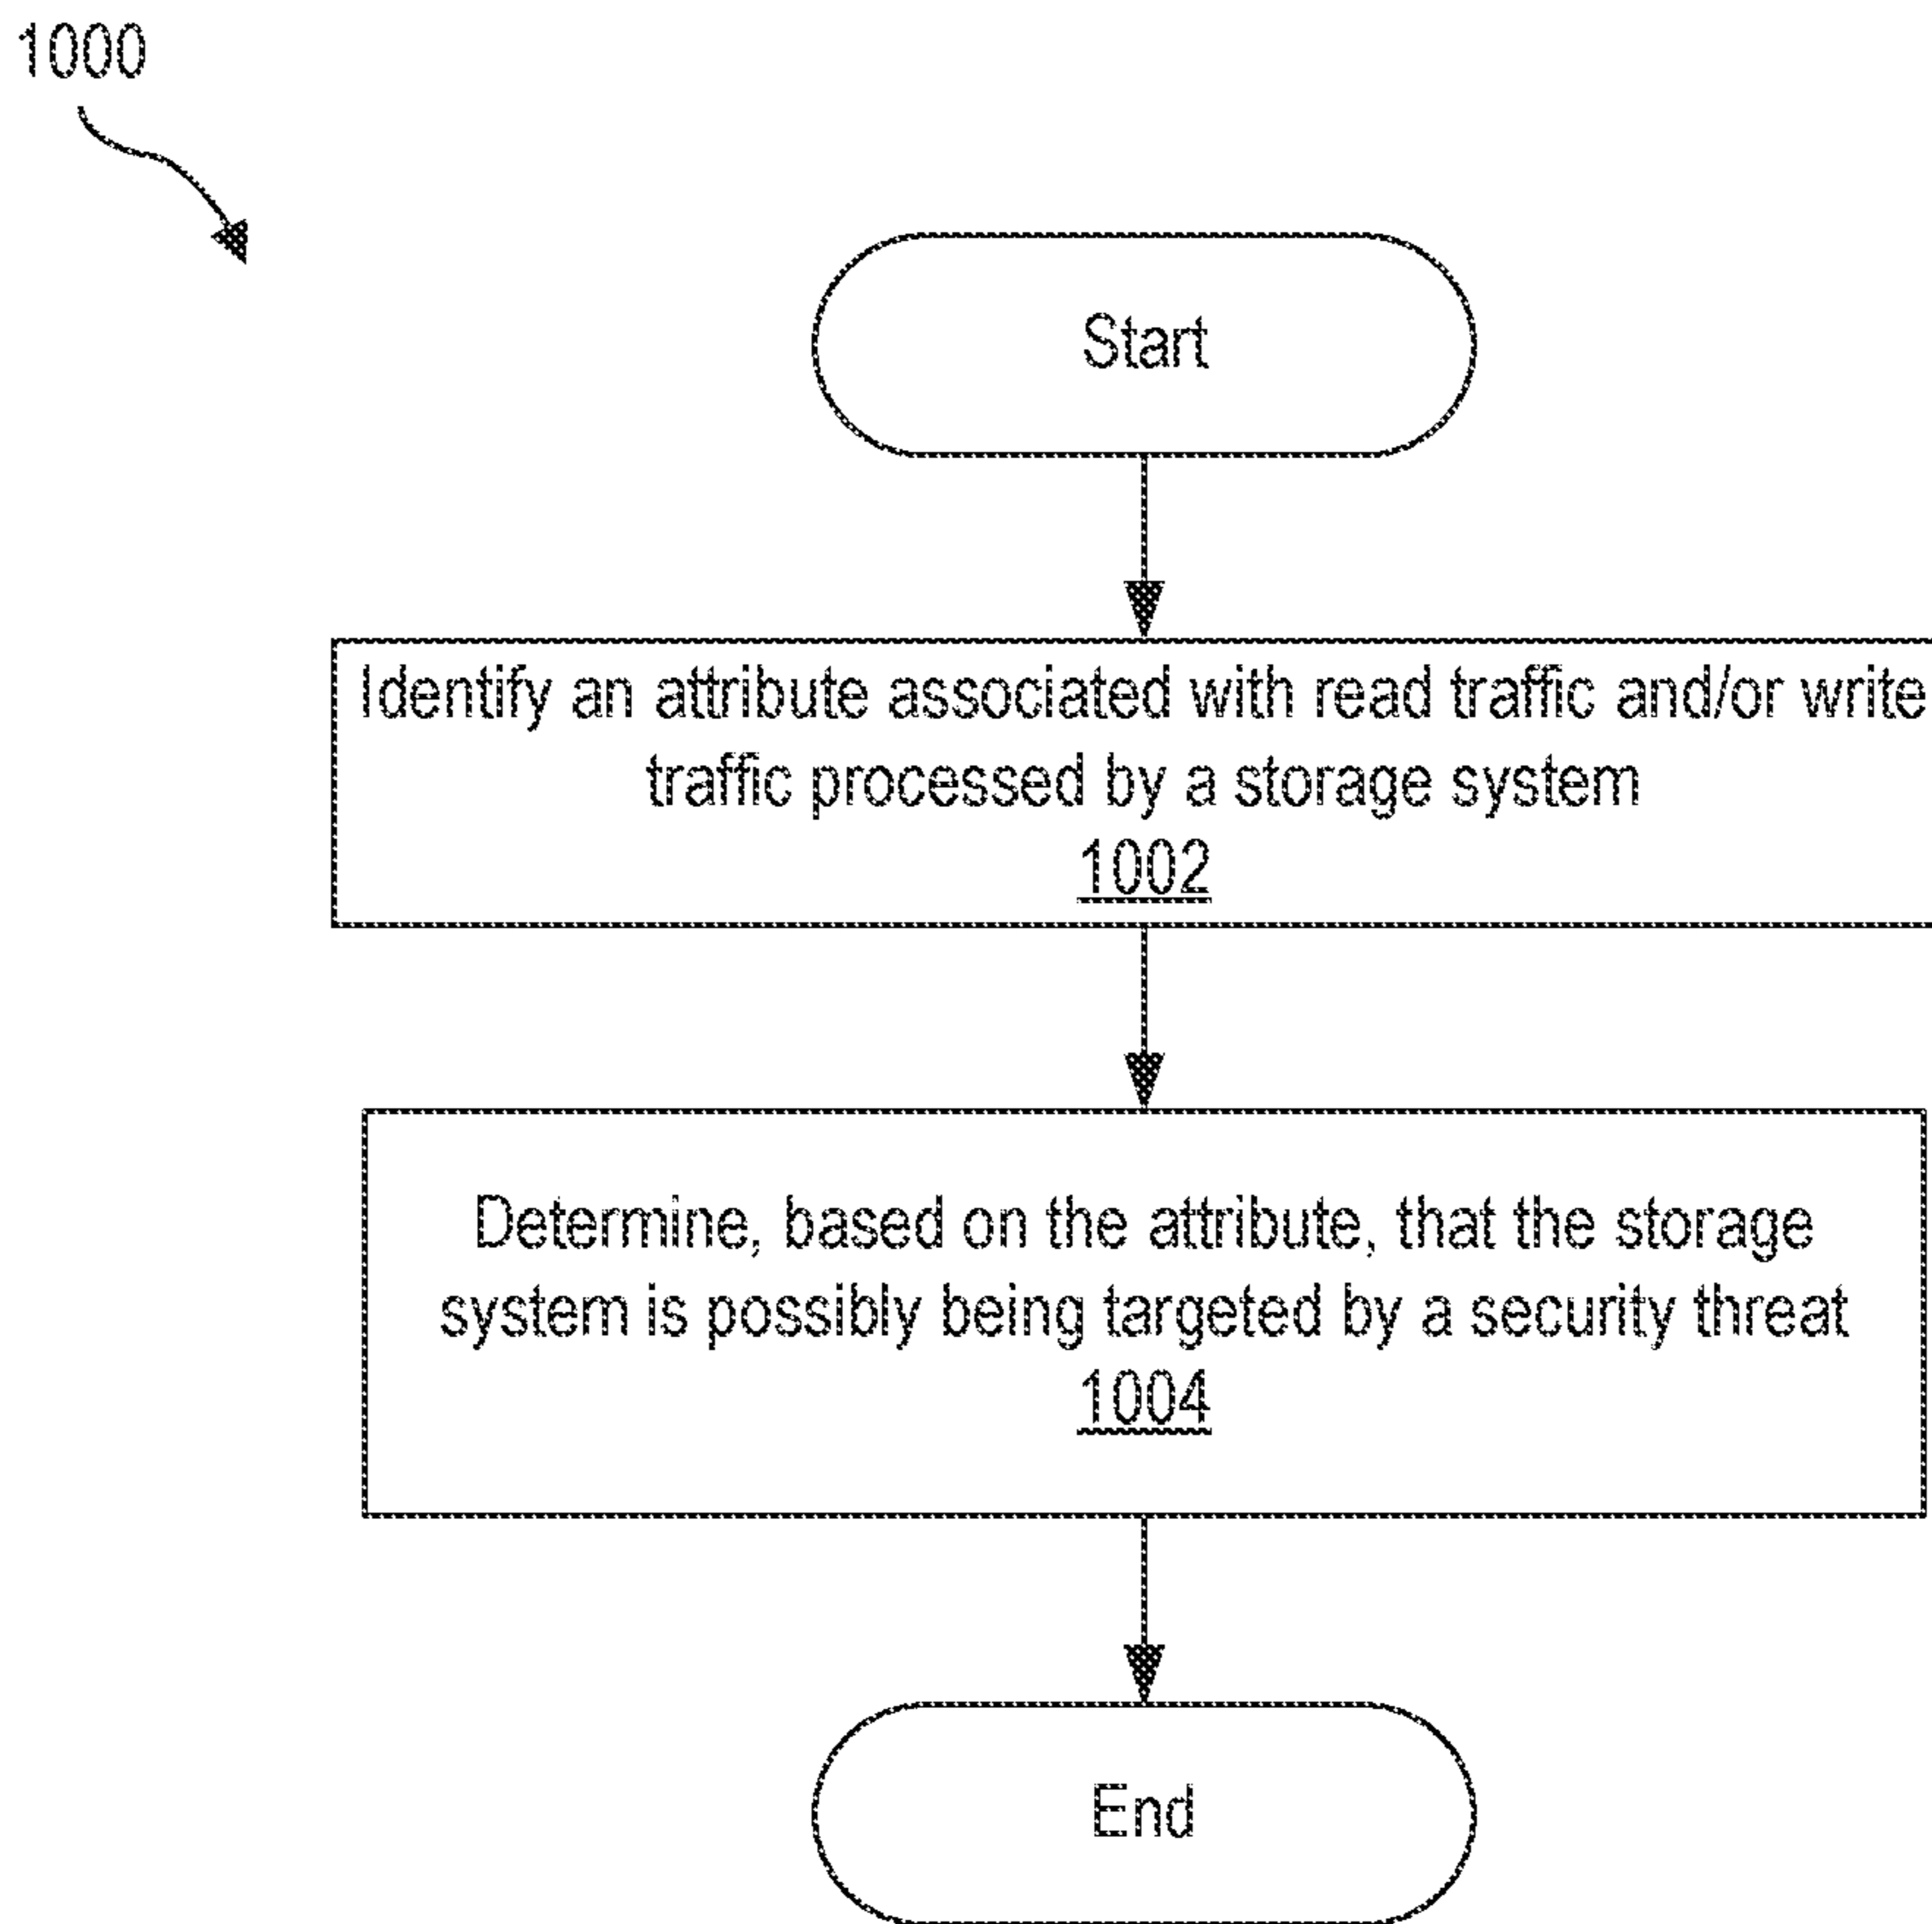 1000
Start
Identify an attribute associated with read traffic and/or write
traffic processed by a storage system
1002
Determine, based on the attribute, that the storage
system is possibly being targeted by a security threat
1004
End